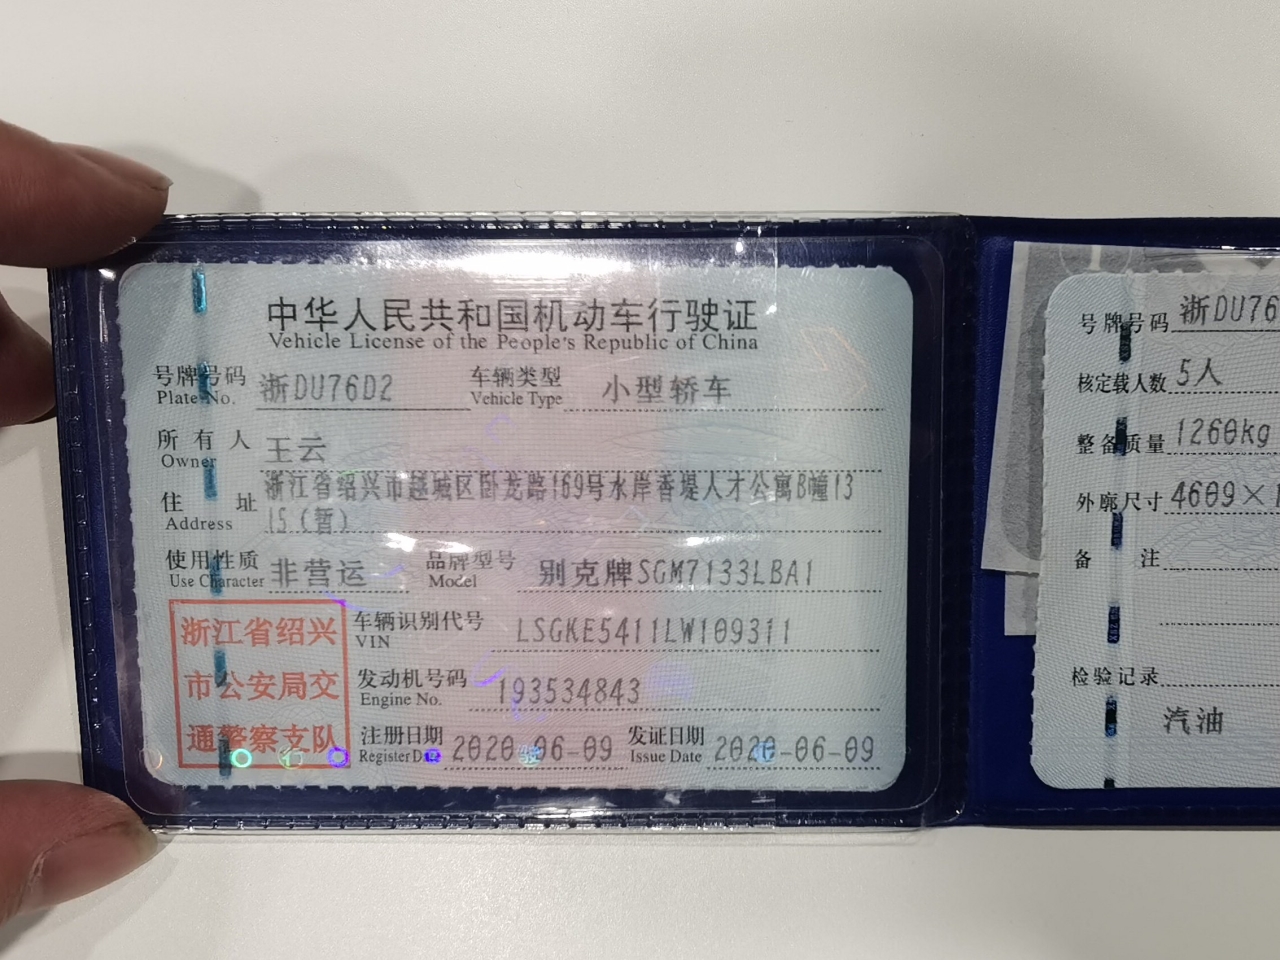 中华人民共和国机动车行驶证
Vehicle License of the People's Republic of China
号牌号码 浙DU76D2 车辆类型 小型轿车
Plate No. Vehicle Type
所有人 王云
Owner
住址 浙江省绍兴市越城区卧龙路169号水岸香堤人才公寓B幢13
Address 15(暂)
使用性质 非营运 品牌型号 别克牌SGM7133LBA1
Use Character Model
浙江省绍兴
市公安局交
通警察支队
车辆识别代号 LSGKE5411LW109311
VIN
发动机号码 193534843
Engine No.
注册日期 2020-06-09 发证日期 2020-06-09
Register Date Issue Date
号牌号码 浙DU76
核定载人数 5人
整备质量 1260kg
外廓尺寸 4609×
备注
检验记录
汽油